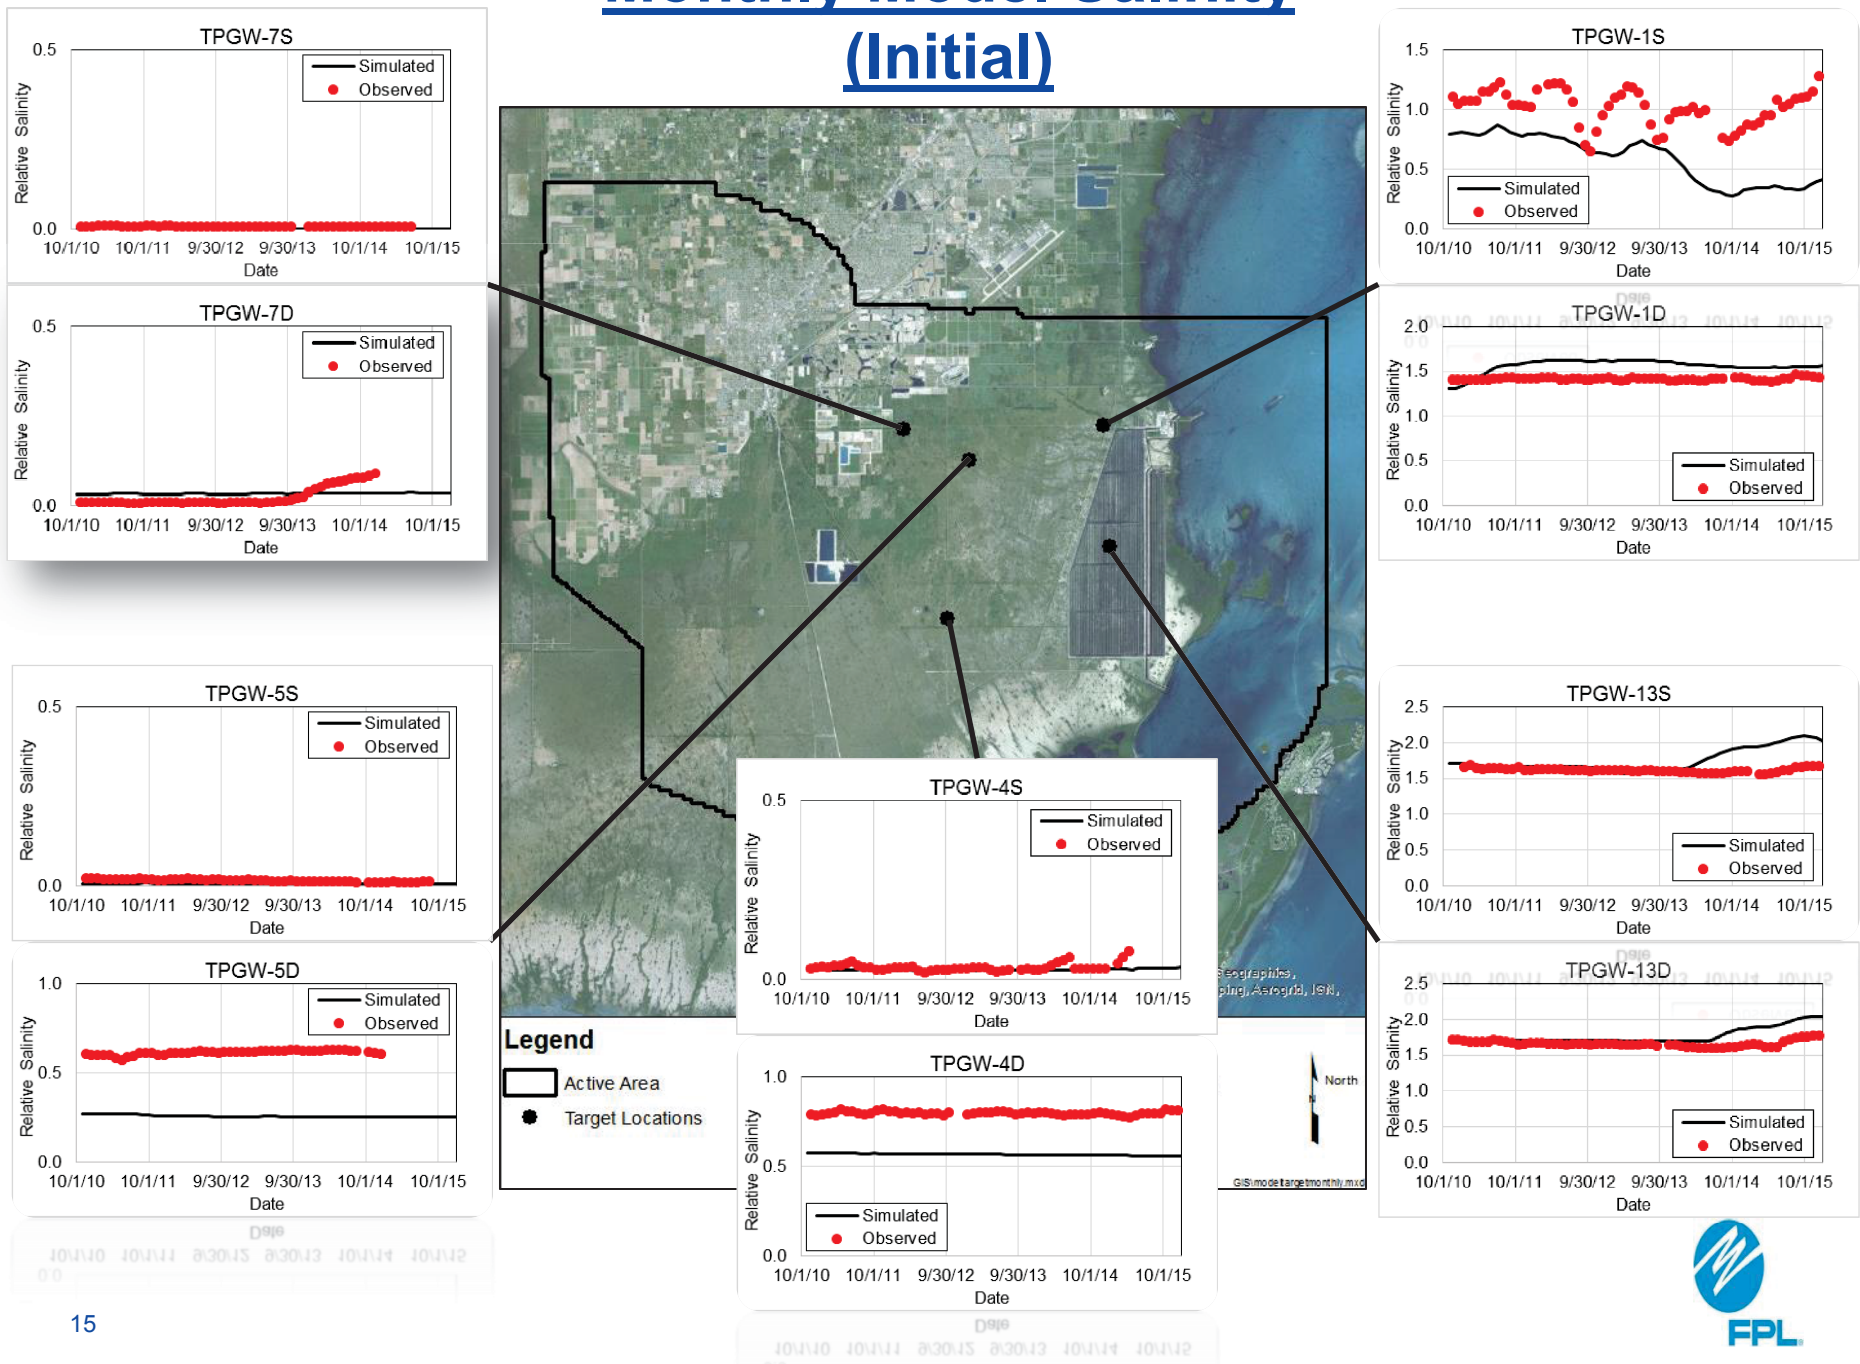 (Initial)
TPGW-7S
0.5
Simulated
Observed
Relative Salinity
0.0
10/1/10 10/1/11 9/30/12 9/30/13 10/1/14 10/1/15
Date
TPGW-7D
0.5
Simulated
Observed
Relative Salinity
0.0
10/1/10 10/1/11 9/30/12 9/30/13 10/1/14 10/1/15
Date
TPGW-5S
0.5
Simulated
Observed
Relative Salinity
0.0
10/1/10 10/1/11 9/30/12 9/30/13 10/1/14 10/1/15
Date
TPGW-5D
1.0
Simulated
Observed
Relative Salinity
0.5
0.0
10/1/10 10/1/11 9/30/12 9/30/13 10/1/14 10/1/15
Date
TPGW-4S
0.5
Simulated
Observed
Relative Salinity
0.0
10/1/10 10/1/11 9/30/12 9/30/13 10/1/14 10/1/15
Date
TPGW-4D
1.0
Relative Salinity
0.5
Simulated
Observed
0.0
10/1/10 10/1/11 9/30/12 9/30/13 10/1/14 10/1/15
Date
TPGW-1S
1.5
1.0
Relative Salinity
0.5
Simulated
Observed
0.0
10/1/10 10/1/11 9/30/12 9/30/13 10/1/14 10/1/15
Date
TPGW-1D
2.0
1.5
Relative Salinity
1.0
0.5
Simulated
Observed
0.0
10/1/10 10/1/11 9/30/12 9/30/13 10/1/14 10/1/15
Date
TPGW-13S
2.5
2.0
1.5
Relative Salinity
1.0
0.5
Simulated
Observed
0.0
10/1/10 10/1/11 9/30/12 9/30/13 10/1/14 10/1/15
Date
TPGW-13D
2.5
2.0
1.5
Relative Salinity
1.0
0.5
Simulated
Observed
0.0
10/1/10 10/1/11 9/30/12 9/30/13 10/1/14 10/1/15
Date
Legend
Active Area
Target Locations
ping, Aerogrid, IGN,
North
N
GIS\modeltargetmonthly.mxd
15
FPL.